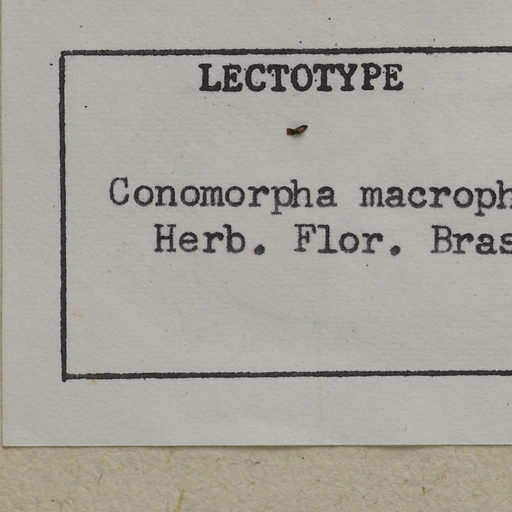 LECTOTYPE
Conomorpha macroph
Herb. Flor. Bras